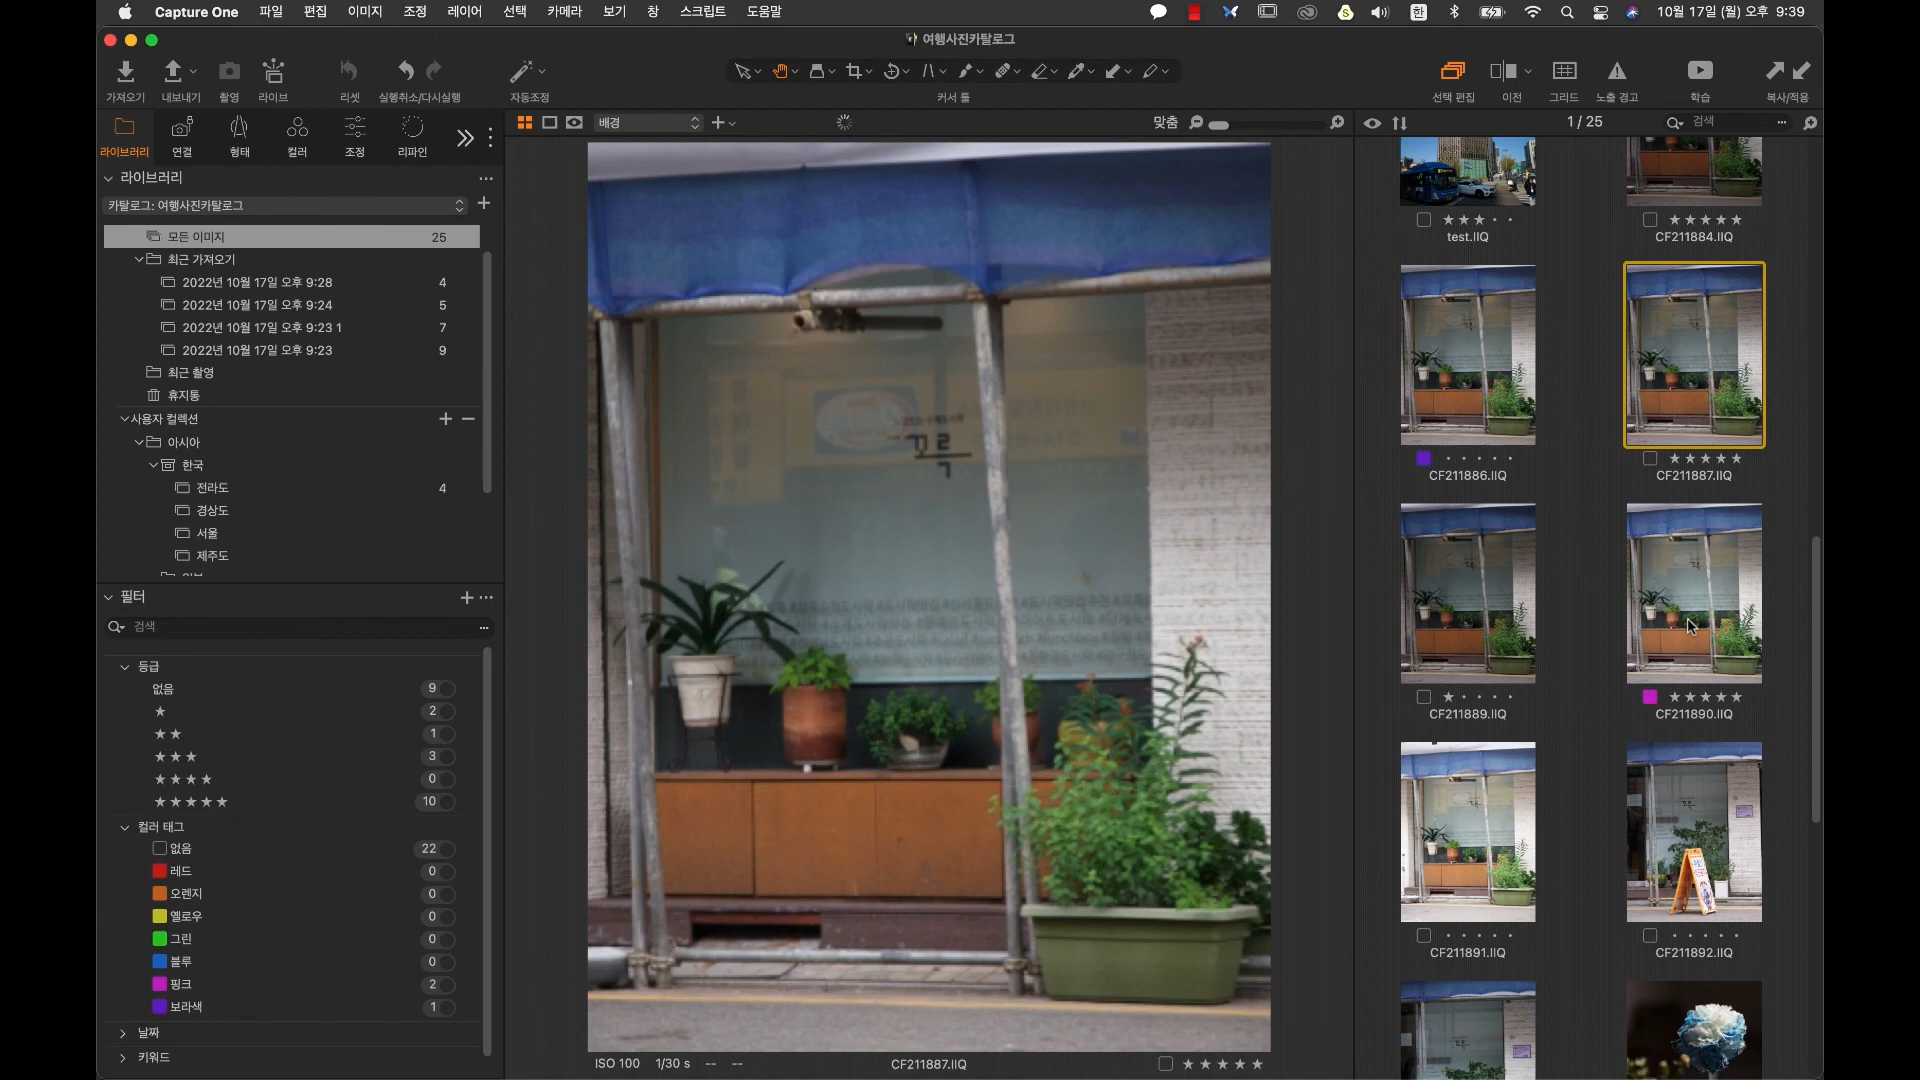 Capture One 파일 편집 이미지 조정 레이어 선택 카메라 보기 창 스크립트 도움말 10월 17일 (월) 오후 9:39
여행사진카탈로그
가져오기 내보내기 촬영 라이브 리셋 실행취소/다시실행 자동조정 커서 툴 선택 편집 이전 그리드 노출 경고 학습 복사/적용
라이브러리 연결 형태 컬러 조정 리파인
배경
맞춤
1 / 25
검색
라이브러리
카탈로그: 여행사진카탈로그
모든 이미지 25
최근 가져오기
2022년 10월 17일 오후 9:28 4
2022년 10월 17일 오후 9:24 5
2022년 10월 17일 오후 9:23 1 7
2022년 10월 17일 오후 9:23 9
최근 촬영
휴지통
사용자 컬렉션
아시아
한국
전라도 4
경상도
서울
제주도
필터
검색
등급
없음 9
★ 2
★★ 1
★★★ 3
★★★★ 0
★★★★★ 10
컬러 태그
없음 22
레드 0
오렌지 0
옐로우 0
그린 0
블루 0
핑크 2
보라색 1
날짜
키워드
꼬르륵
ISO 100 1/30 s -- -- CF211887.IIQ
test.IIQ CF211884.IIQ
CF211886.IIQ CF211887.IIQ
CF211889.IIQ CF211890.IIQ
CF211891.IIQ CF211892.IIQ